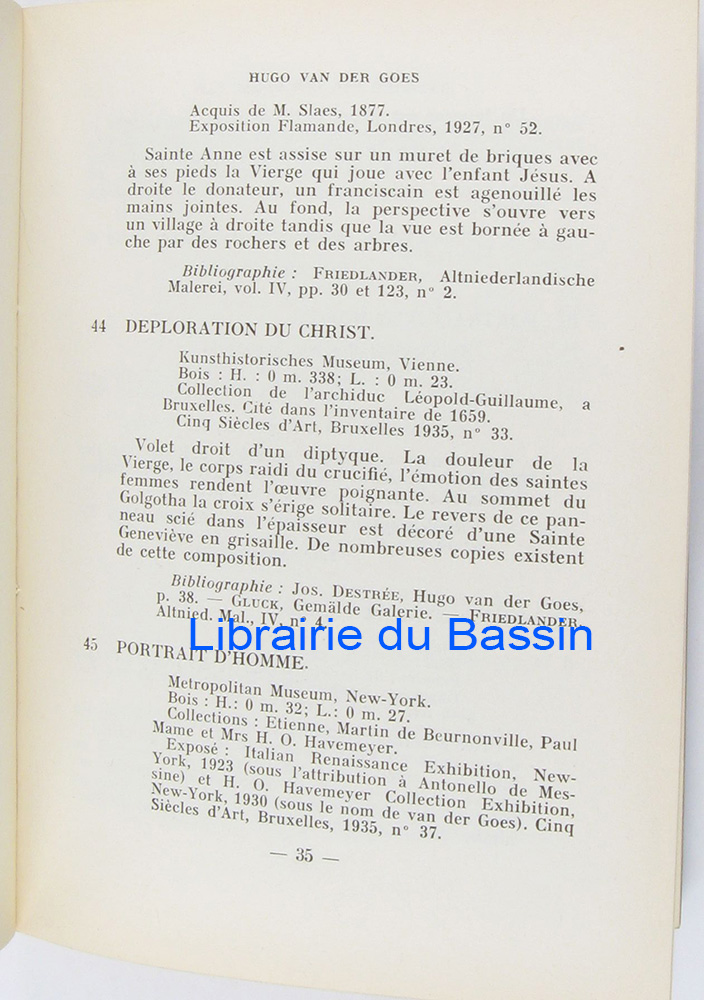 HUGO VAN DER GOES
Acquis de M. Slaes, 1877.
Exposition Flamande, Londres, 1927, n° 52.
Sainte Anne est assise sur un muret de briques avec
à ses pieds la Vierge qui joue avec l'enfant Jésus. A
droite le donateur, un franciscain est agenouillé les
mains jointes. Au fond, la perspective s'ouvre vers
un village à droite tandis que la vue est bornée à gau-
che par des rochers et des arbres.
Bibliographie : FRIEDLANDER, Altniederlandische
Malerei, vol. IV, pp. 30 et 123, n° 2.
44 DEPLORATION DU CHRIST.
Kunsthistorisches Museum, Vienne.
Bois : H. : 0 m. 338; L. : 0 m. 23.
Collection de l'archiduc Léopold-Guillaume, a
Bruxelles. Cité dans l'inventaire de 1659.
Cinq Siècles d'Art, Bruxelles 1935, n° 33.
Volet droit d'un diptyque. La douleur de la
Vierge, le corps raidi du crucifié, l'émotion des saintes
femmes rendent l'œuvre poignante. Au sommet du
Golgotha la croix s'érige solitaire. Le revers de ce pan-
neau scié dans l'épaisseur est décoré d'une Sainte
Geneviève en grisaille. De nombreuses copies existent
de cette composition.
Bibliographie : JOS. DESTRÉE, Hugo van der Goes,
p. 38. — GLUCK, Gemälde Galerie. — FRIEDLANDER,
Altnied. Mal., IV, n° 4.
Librairie du Bassin
45 PORTRAIT D'HOMME.
Metropolitan Museum, New-York.
Bois : H.: 0 m. 32; L.: 0 m. 27.
Collections : Etienne, Martin de Beurnonville, Paul
Mame et Mrs H. O. Havemeyer.
Exposé : Italian Renaissance Exhibition, New-
York, 1923 (sous l'attribution à Antonello de Mes-
sine) et H. O. Havemeyer Collection Exhibition,
New-York, 1930 (sous le nom de van der Goes). Cinq
Siècles d'Art, Bruxelles, 1935, n° 37.
— 35 —